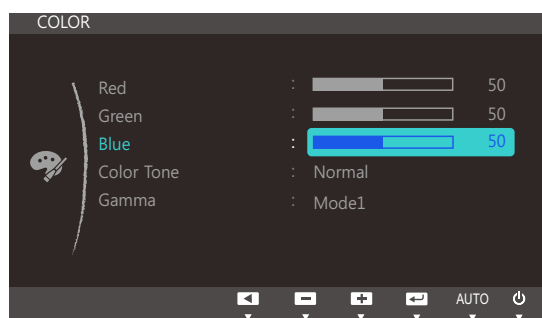 COLOR
Red : 50
Green : 50
Blue : 50
Color Tone : Normal
Gamma : Mode1
AUTO